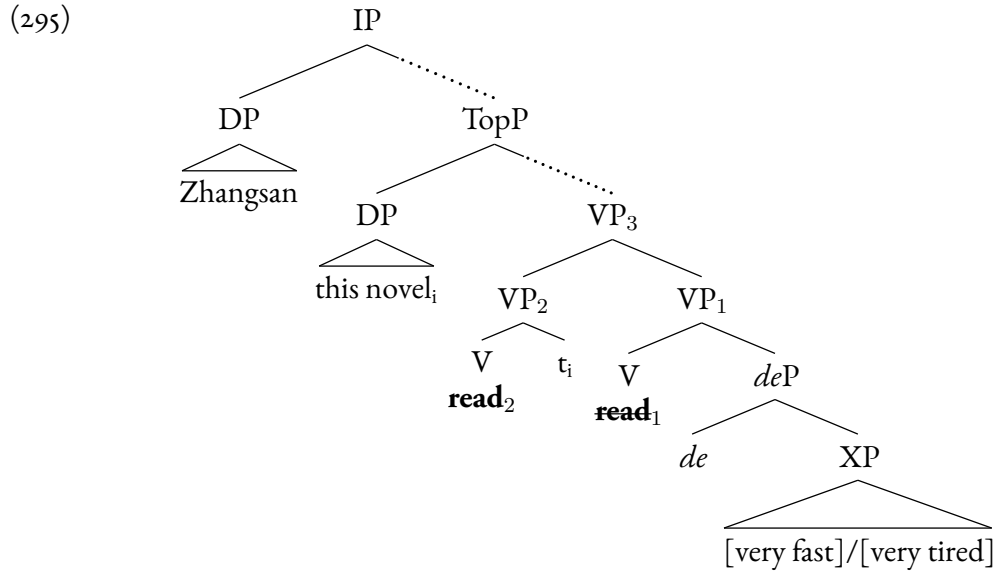 (295)
IP
DP TopP
Zhangsan
DP VP₃
this novelᵢ
VP₂ VP₁
V tᵢ V deP
read₂ read₁
de XP
[very fast]/[very tired]